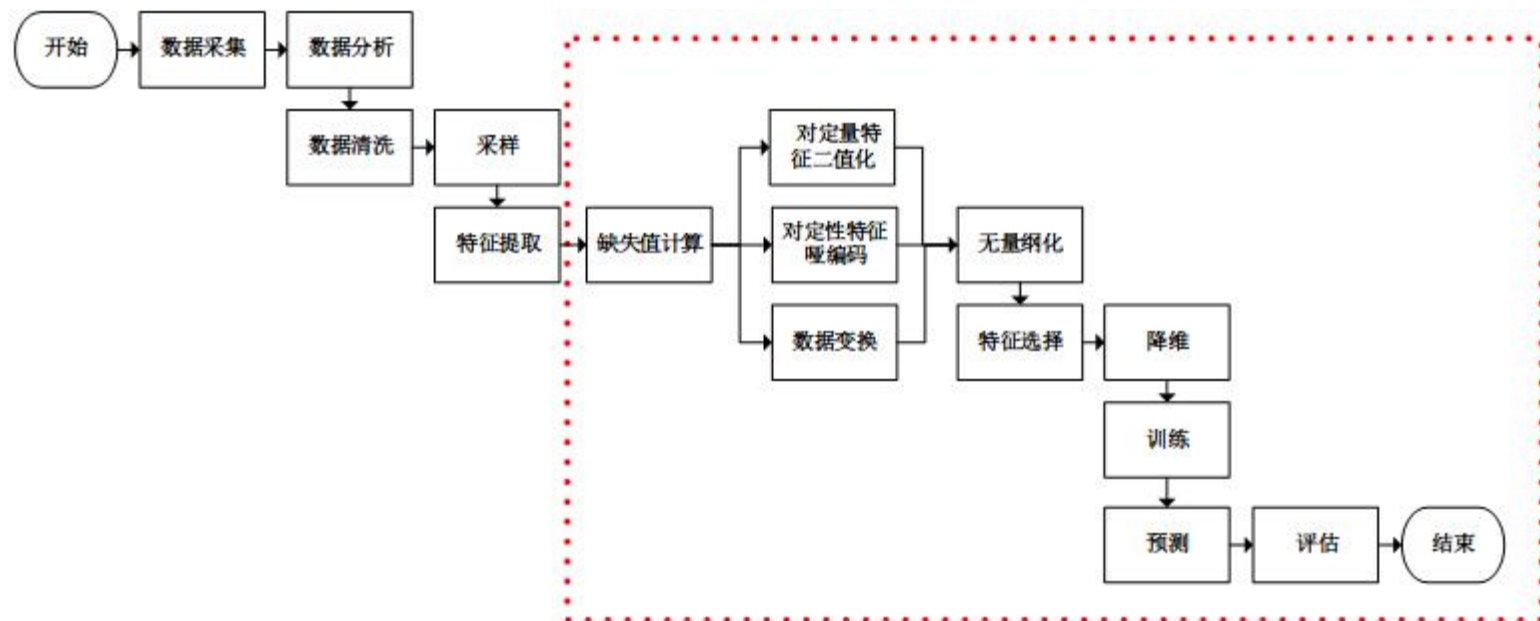 开始
数据采集
数据分析
数据清洗
采样
特征提取
缺失值计算
对定量特
征二值化
对定性特征
哑编码
数据变换
无量纲化
特征选择
降维
训练
预测
评估
结束